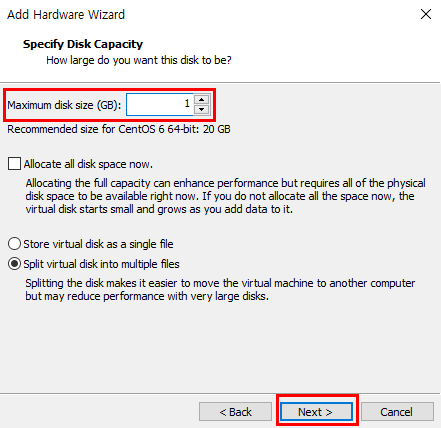 Add Hardware Wizard
Specify Disk Capacity
How large do you want this disk to be?
Maximum disk size (GB): 1
Recommended size for CentOS 6 64-bit: 20 GB
Allocate all disk space now.
Allocating the full capacity can enhance performance but requires all of the physical
disk space to be available right now. If you do not allocate all the space now, the
virtual disk starts small and grows as you add data to it.
Store virtual disk as a single file
Split virtual disk into multiple files
Splitting the disk makes it easier to move the virtual machine to another computer
but may reduce performance with very large disks.
< Back Next > Cancel